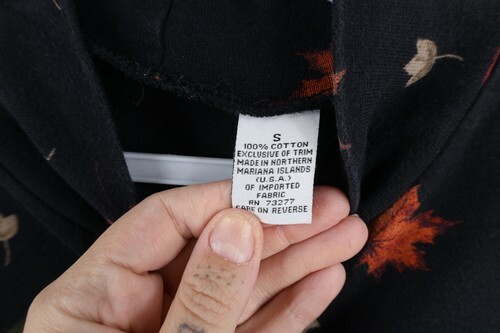 S
100% COTTON
EXCLUSIVE OF TRIM
MADE IN NORTHERN
MARIANA ISLANDS
(U.S.A.)
OF IMPORTED
FABRIC
RN 73277
CARE ON REVERSE